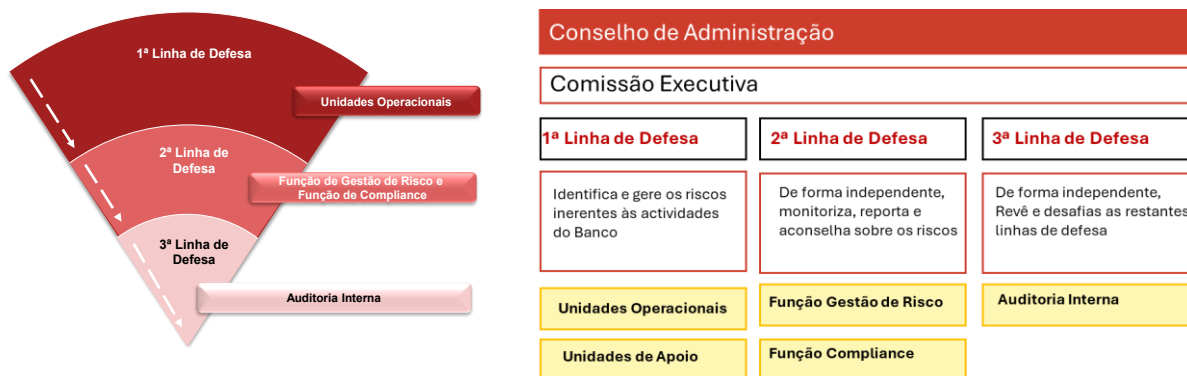 1ª Linha de Defesa
Unidades Operacionais
2ª Linha de
Defesa
Função de Gestão de Risco e
Função de Compliance
3ª Linha de
Defesa
Auditoria Interna
Conselho de Administração
Comissão Executiva
1ª Linha de Defesa
2ª Linha de Defesa
3ª Linha de Defesa
Identifica e gere os riscos
inerentes às actividades
do Banco
De forma independente,
monitoriza, reporta e
aconselha sobre os riscos
De forma independente,
Revê e desafias as restantes
linhas de defesa
Unidades Operacionais
Função Gestão de Risco
Auditoria Interna
Unidades de Apoio
Função Compliance